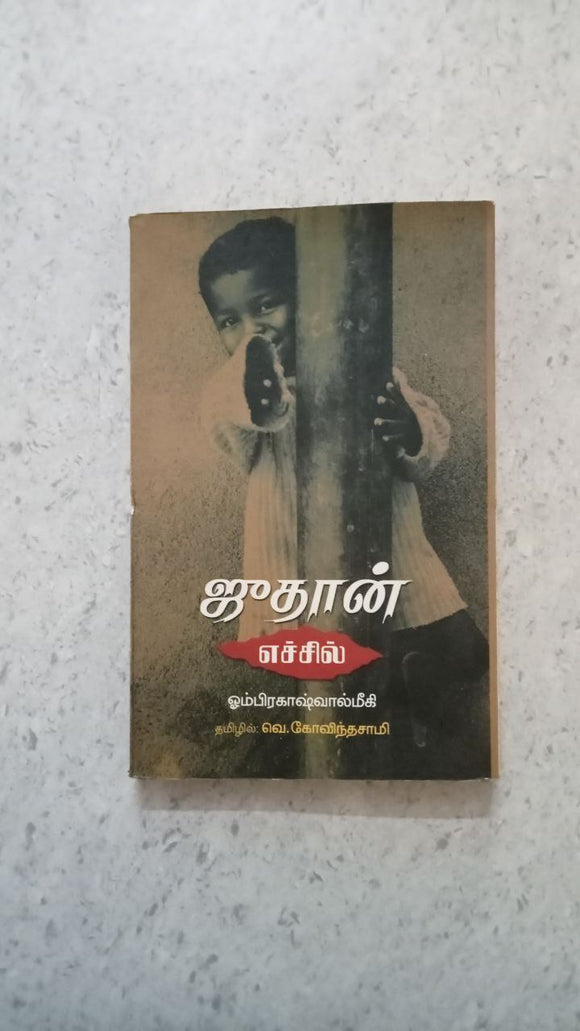 ஜுதான்
எச்சில்
ஓம்பிரகாஷ்வால்மீகி
தமிழில்: வெ.கோவிந்தசாமி